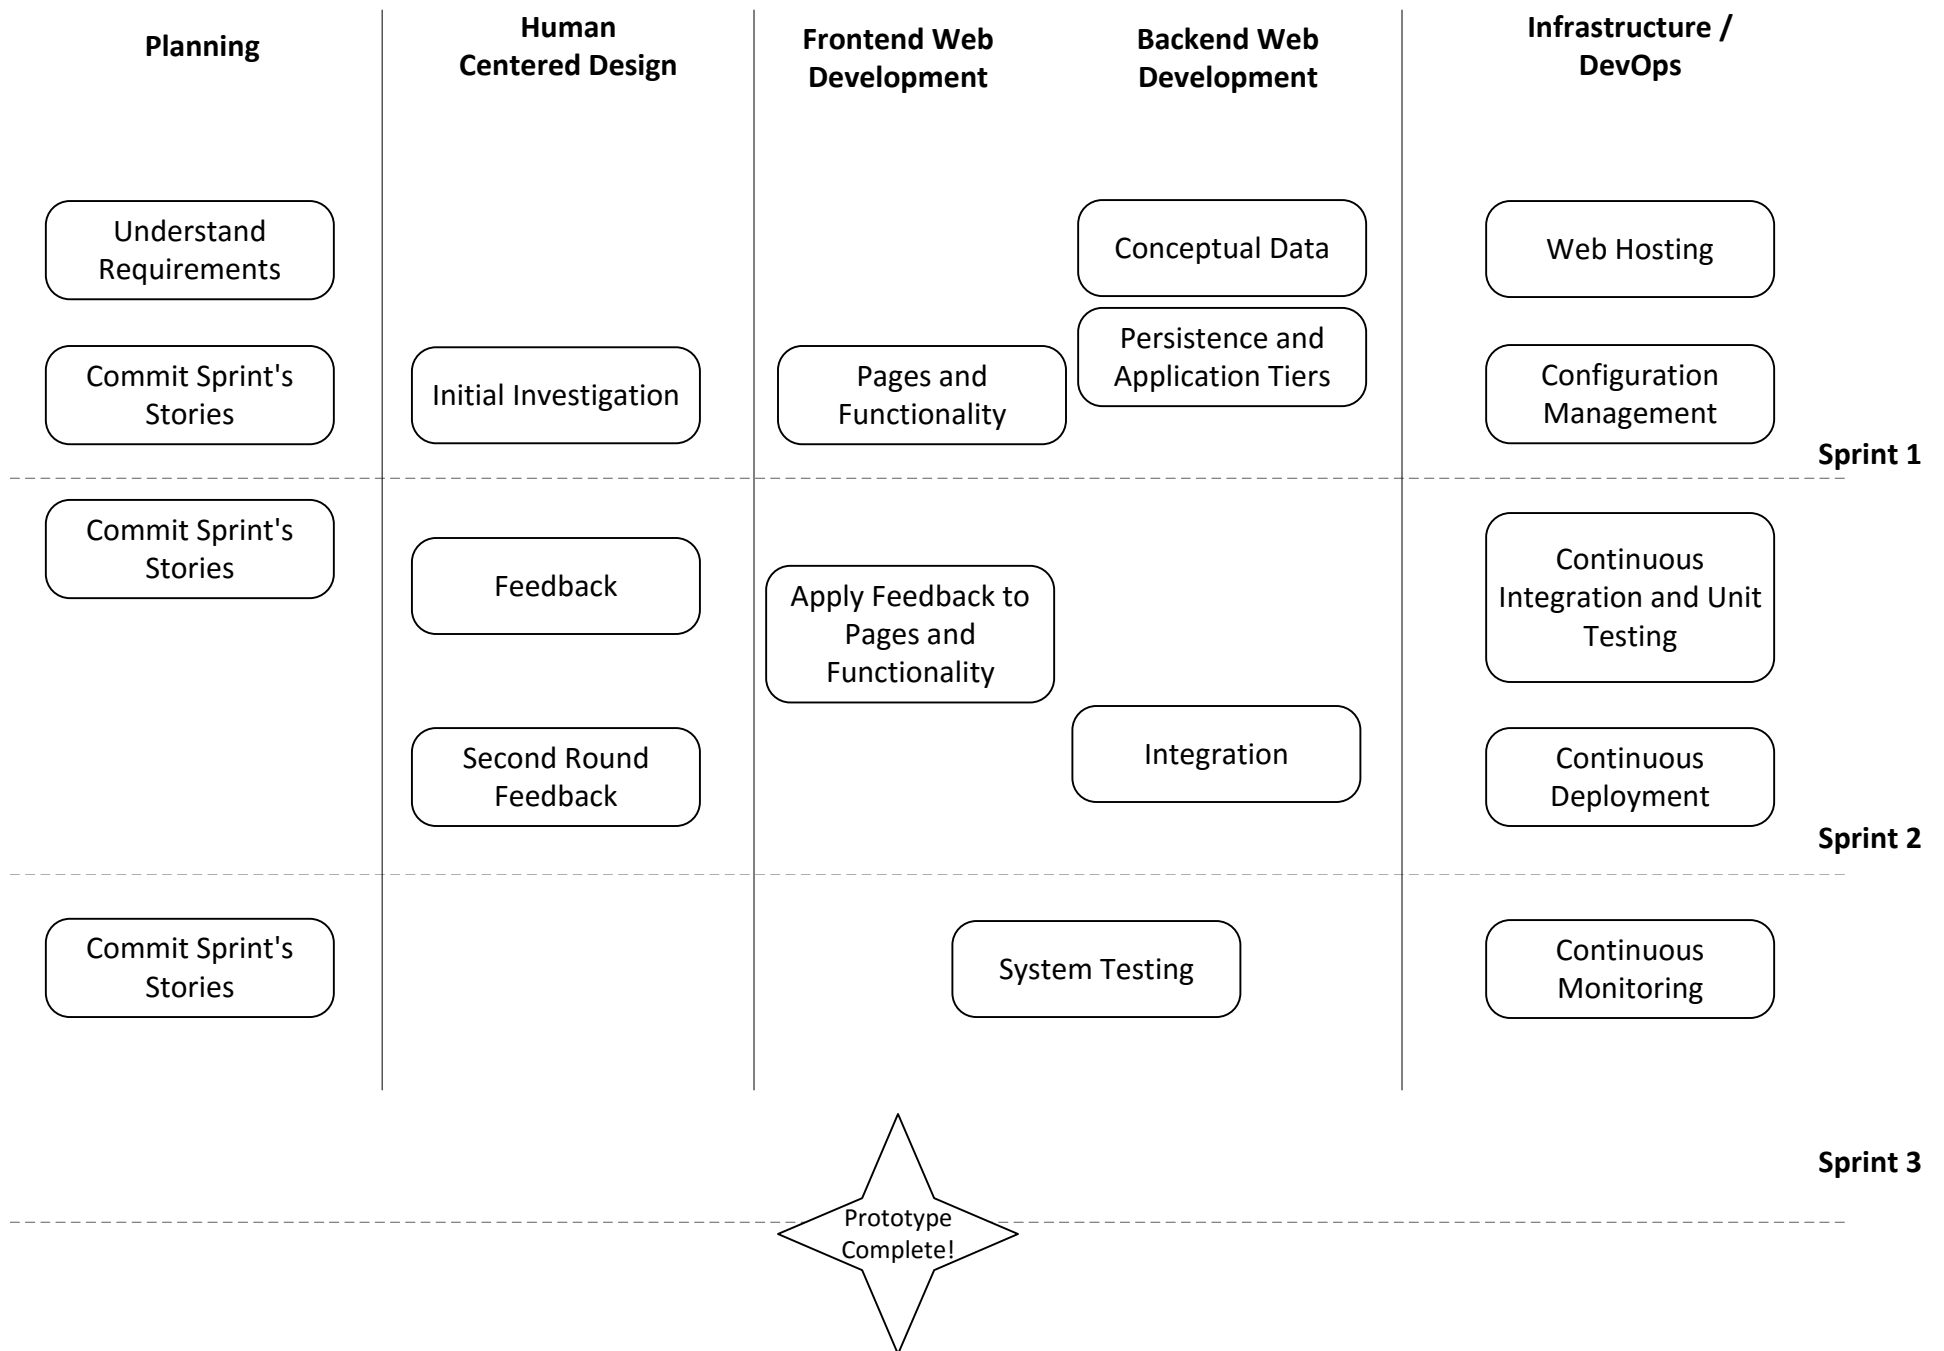 Planning
Human
Centered Design
Frontend Web
Development
Backend Web
Development
Infrastructure /
DevOps
Understand
Requirements
Conceptual Data
Web Hosting
Commit Sprint's
Stories
Initial Investigation
Pages and
Functionality
Persistence and
Application Tiers
Configuration
Management
Sprint 1
Commit Sprint's
Stories
Feedback
Apply Feedback to
Pages and
Functionality
Continuous
Integration and Unit
Testing
Second Round
Feedback
Integration
Continuous
Deployment
Sprint 2
Commit Sprint's
Stories
System Testing
Continuous
Monitoring
Sprint 3
Prototype
Complete!